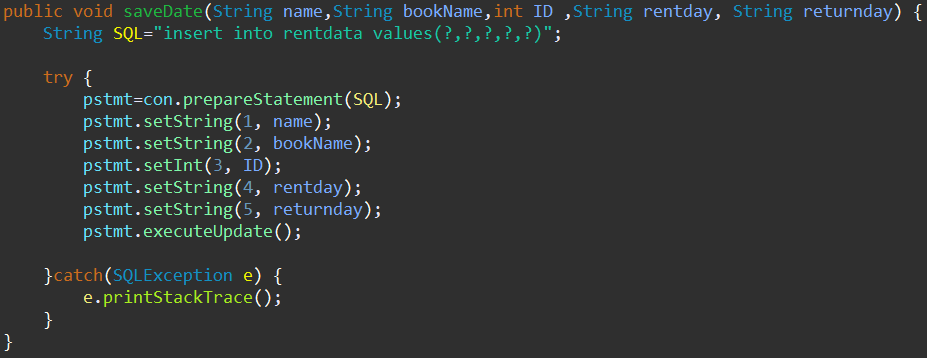 public void saveDate(String name,String bookName,int ID ,String rentday, String returnday) {
    String SQL="insert into rentdata values(?,?,?,?,?)";

    try {
        pstmt=con.prepareStatement(SQL);
        pstmt.setString(1, name);
        pstmt.setString(2, bookName);
        pstmt.setInt(3, ID);
        pstmt.setString(4, rentday);
        pstmt.setString(5, returnday);
        pstmt.executeUpdate();

    }catch(SQLException e) {
        e.printStackTrace();
    }
}